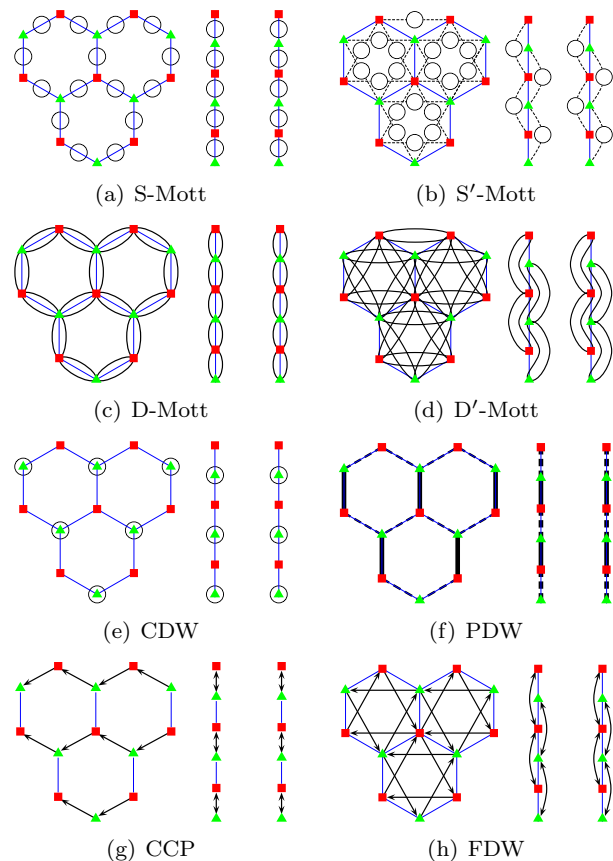 (a) S-Mott
(b) S′-Mott
(c) D-Mott
(d) D′-Mott
(e) CDW
(f) PDW
(g) CCP
(h) FDW